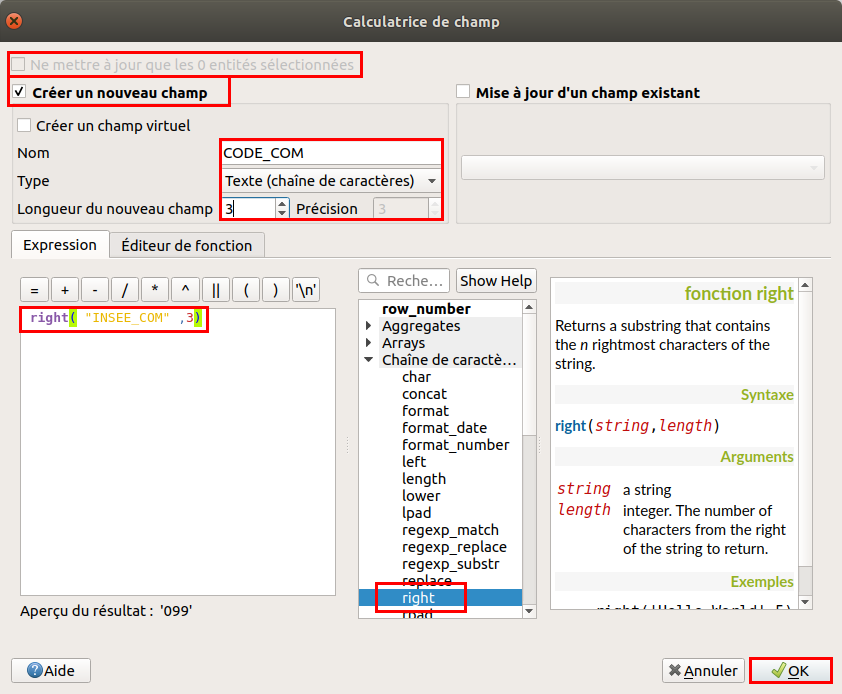 Calculatrice de champ
Ne mettre à jour que les 0 entités sélectionnées
Créer un nouveau champ
Mise à jour d'un champ existant
Créer un champ virtuel
Nom
CODE_COM
Type
Texte (chaîne de caractères)
Longueur du nouveau champ
3
Précision
3
Expression
Éditeur de fonction
= + - / * ^ || ( ) '\n'
right( "INSEE_COM" ,3)
Aperçu du résultat : '099'
Reche…
Show Help
row_number
Aggregates
Arrays
Chaîne de caractè…
char
concat
format
format_date
format_number
left
length
lower
lpad
regexp_match
regexp_replace
regexp_substr
replace
right
rpad
fonction right
Returns a substring that contains
the n rightmost characters of the
string.
Syntaxe
right(string,length)
Arguments
string a string
length integer. The number of
characters from the right
of the string to return.
Exemples
right('Hello World',5)
Aide
Annuler
OK